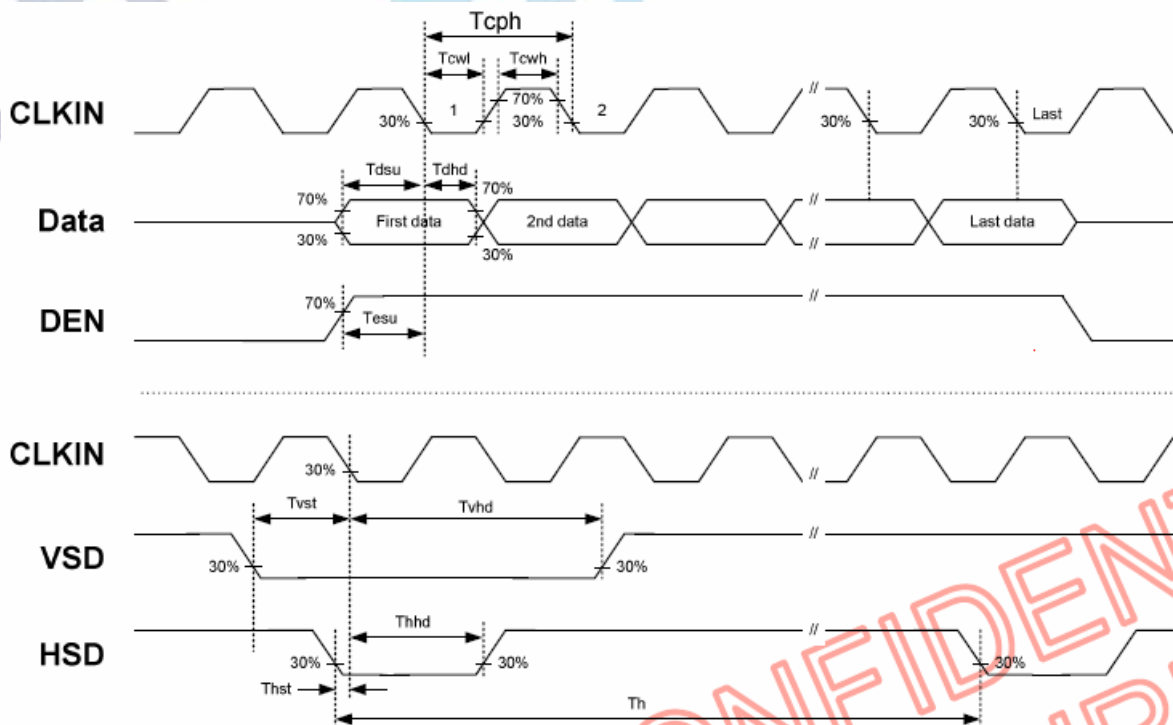 Tcph
Tcwl Tcwh
CLKIN 30% 1 70% 30% 2 // 30% 30% Last
Tdsu Tdhd
70% 70%
Data First data 2nd data // // Last data
30% 30%
DEN 70% Tesu //
CLKIN 30% //
Tvst Tvhd
VSD 30% 30% //
Thhd
HSD 30% 30% // 30%
Thst
Th